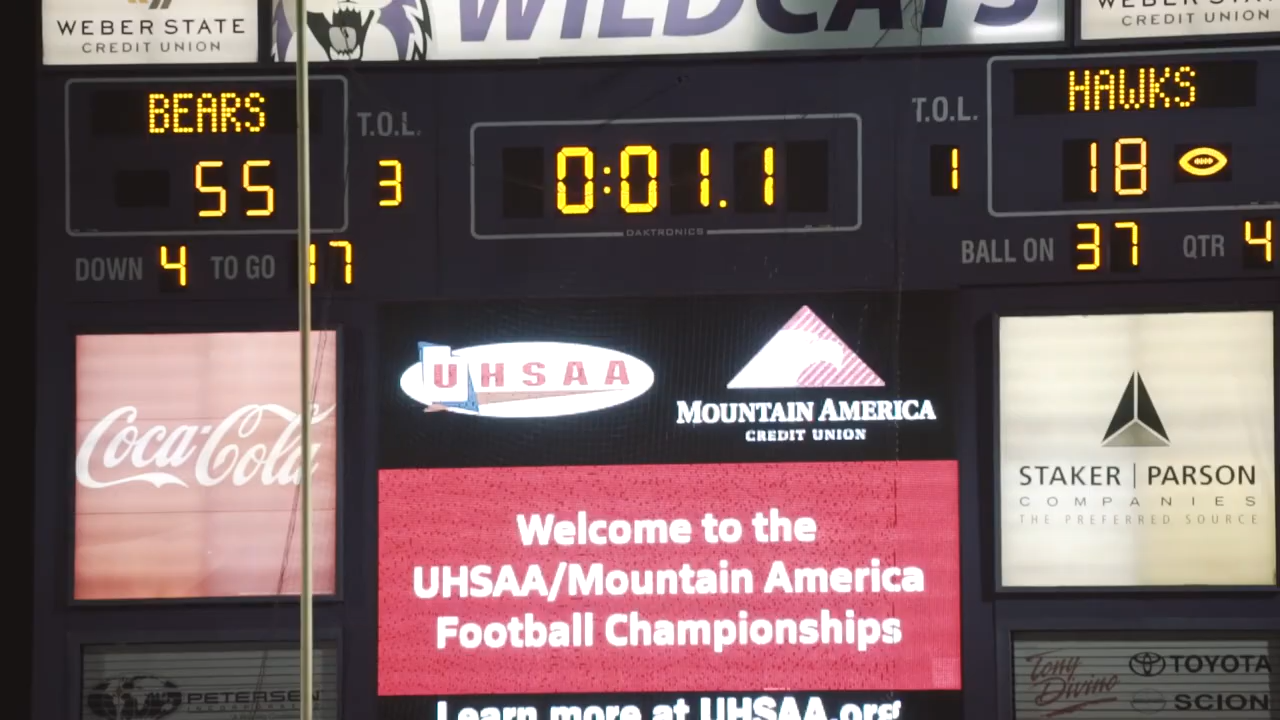 WEBER STATE
CREDIT UNION
WILDCATS
WEBER STATE
CREDIT UNION
BEARS
T.O.L.
55
3
0:01.1
DAKTRONICS
T.O.L.
1
HAWKS
18
DOWN 4 TO GO 17
BALL ON 37 QTR 4
Coca-Cola
UHSAA
MOUNTAIN AMERICA
CREDIT UNION
Welcome to the
UHSAA/Mountain America
Football Championships
Learn more at UHSAA.org
STAKER | PARSON
COMPANIES
THE PREFERRED SOURCE
PETERSEN
INCORPORATED
Tony
Divino
TOYOTA
SCION